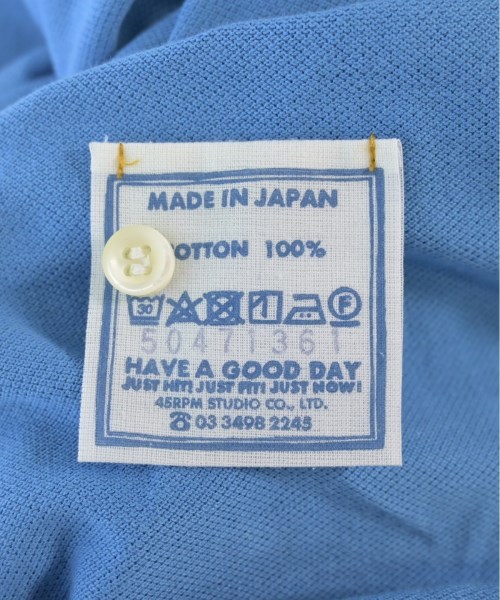 MADE IN JAPAN
COTTON 100%
30 F
50471361
HAVE A GOOD DAY
JUST HIT! JUST FIT! JUST NOW!
45RPM STUDIO CO., LTD.
☎ 03 3498 2245